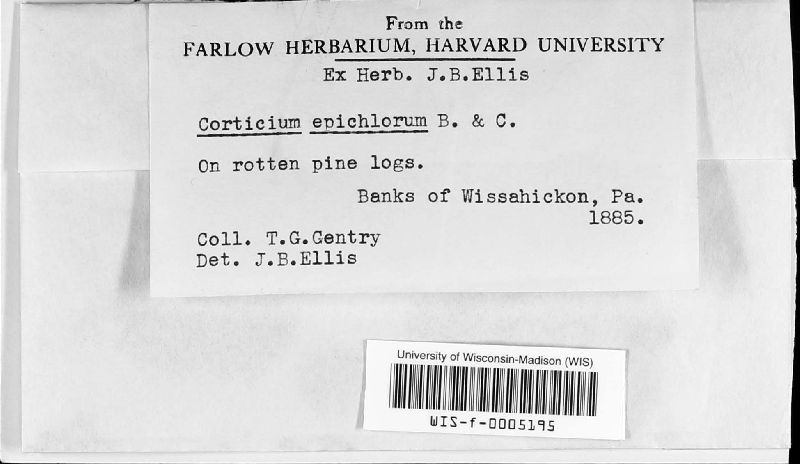 From the
FARLOW HERBARIUM, HARVARD UNIVERSITY
Ex Herb. J.B.Ellis
Corticium epichlorum B. & C.
On rotten pine logs.
Banks of Wissahickon, Pa.
1885.
Coll. T.G.Gentry
Det. J.B.Ellis
University of Wisconsin-Madison (WIS)
WIS-f-0005195